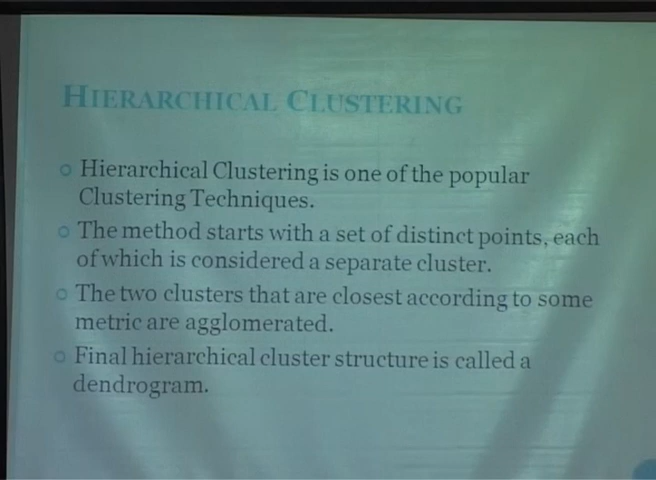 HIERARCHICAL CLUSTERING
Hierarchical Clustering is one of the popular
Clustering Techniques.
The method starts with a set of distinct points, each
of which is considered a separate cluster.
The two clusters that are closest according to some
metric are agglomerated.
Final hierarchical cluster structure is called a
dendrogram.